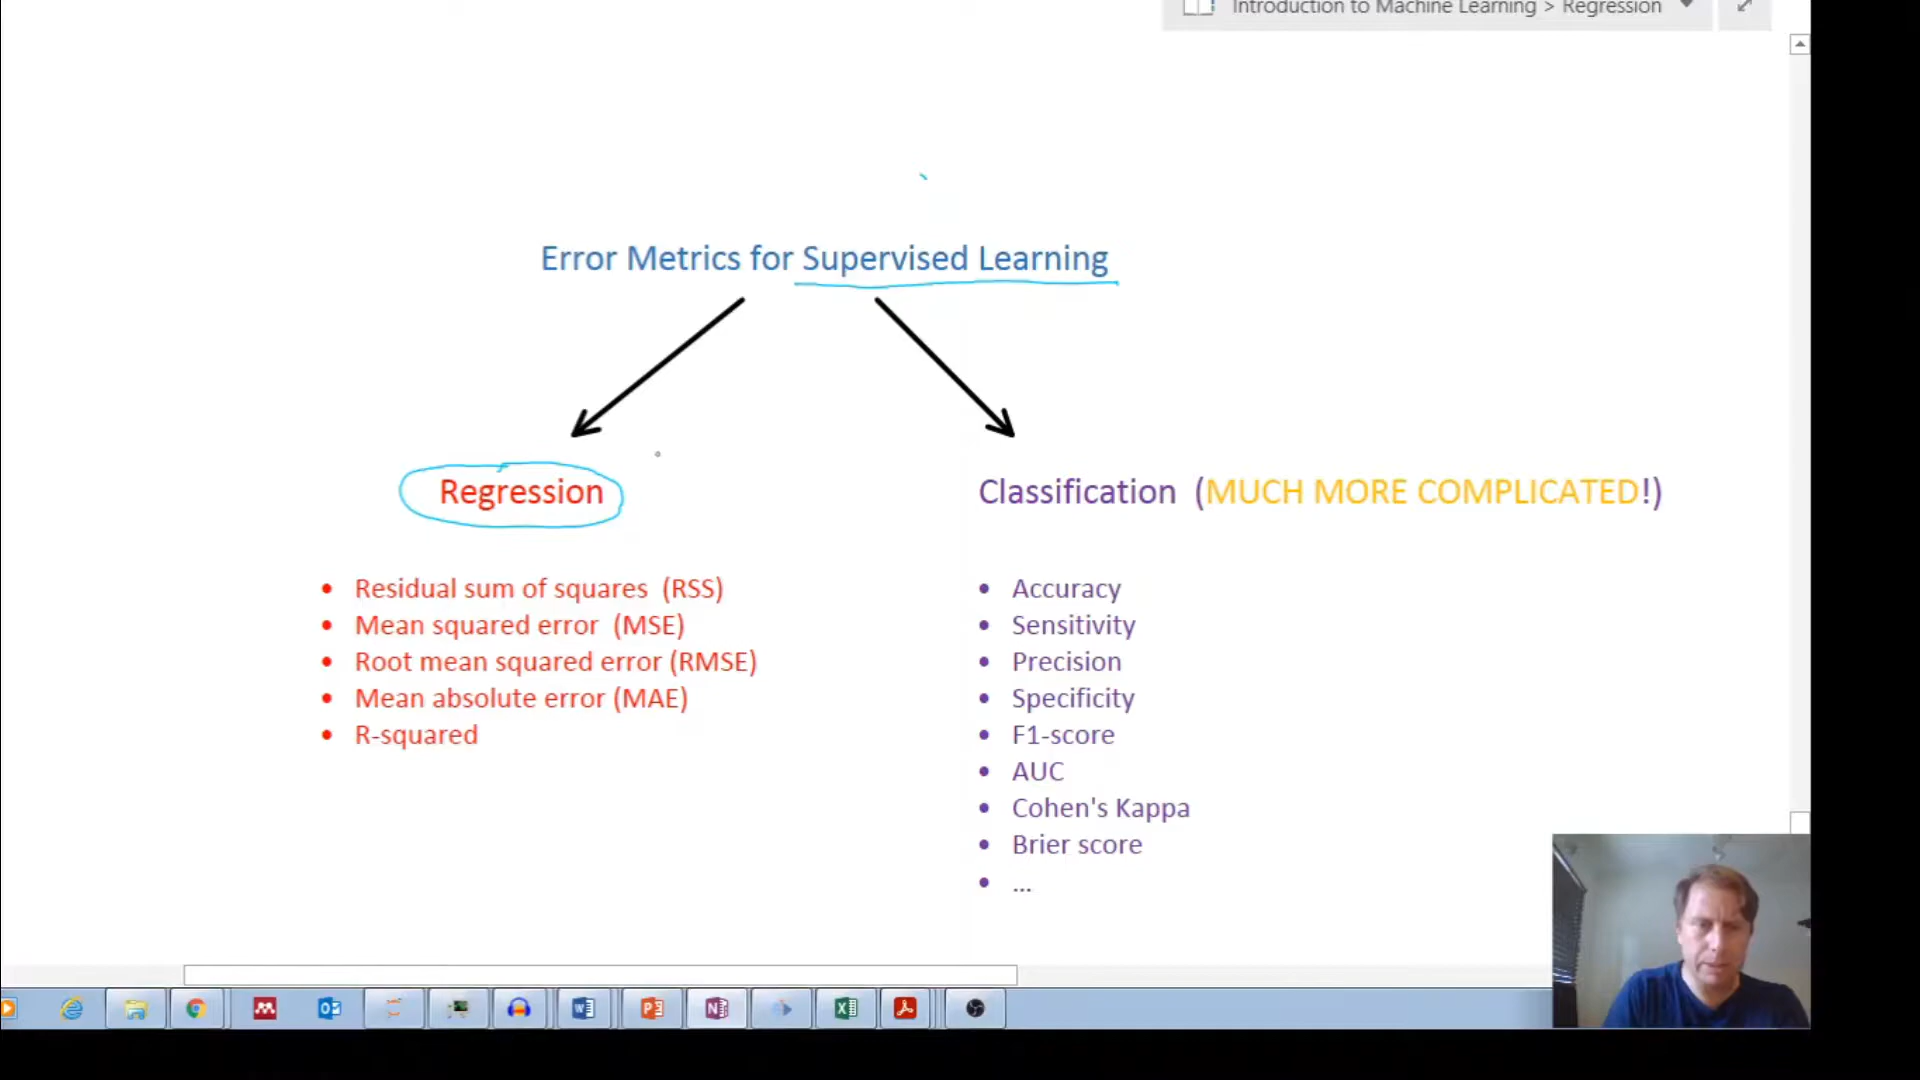 Introduction to Machine Learning > Regression
Error Metrics for Supervised Learning
Regression
Classification (MUCH MORE COMPLICATED!)
• Residual sum of squares (RSS)
• Mean squared error (MSE)
• Root mean squared error (RMSE)
• Mean absolute error (MAE)
• R-squared
• Accuracy
• Sensitivity
• Precision
• Specificity
• F1-score
• AUC
• Cohen's Kappa
• Brier score
• ...